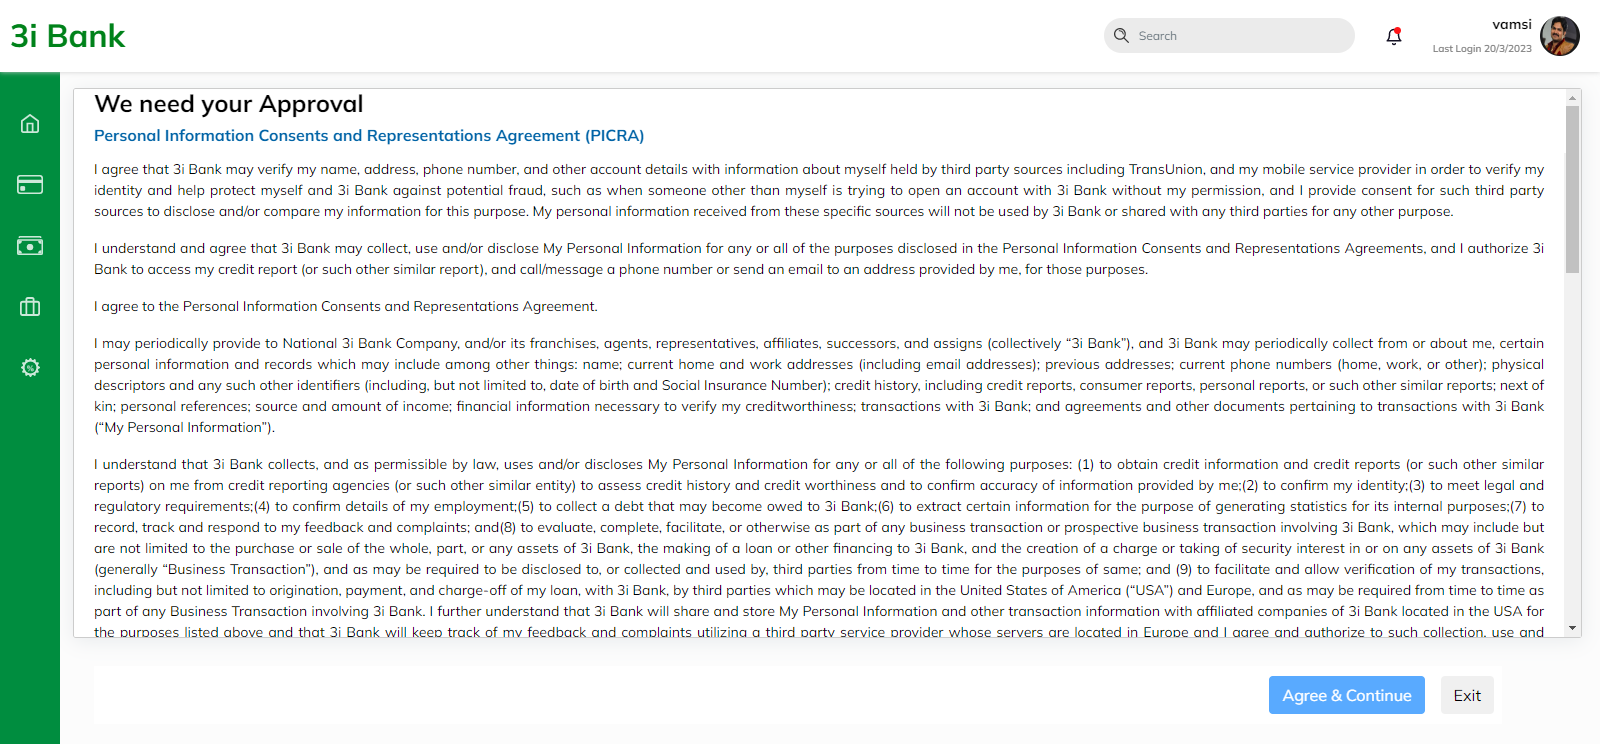 3i Bank
Search
vamsi
Last Login 20/3/2023
We need your Approval
Personal Information Consents and Representations Agreement (PICRA)
I agree that 3i Bank may verify my name, address, phone number, and other account details with information about myself held by third party sources including TransUnion, and my mobile service provider in order to verify my
identity and help protect myself and 3i Bank against potential fraud, such as when someone other than myself is trying to open an account with 3i Bank without my permission, and I provide consent for such third party
sources to disclose and/or compare my information for this purpose. My personal information received from these specific sources will not be used by 3i Bank or shared with any third parties for any other purpose.
I understand and agree that 3i Bank may collect, use and/or disclose My Personal Information for any or all of the purposes disclosed in the Personal Information Consents and Representations Agreements, and I authorize 3i
Bank to access my credit report (or such other similar report), and call/message a phone number or send an email to an address provided by me, for those purposes.
I agree to the Personal Information Consents and Representations Agreement.
I may periodically provide to National 3i Bank Company, and/or its franchises, agents, representatives, affiliates, successors, and assigns (collectively “3i Bank”), and 3i Bank may periodically collect from or about me, certain
personal information and records which may include among other things: name; current home and work addresses (including email addresses); previous addresses; current phone numbers (home, work, or other); physical
descriptors and any such other identifiers (including, but not limited to, date of birth and Social Insurance Number); credit history, including credit reports, consumer reports, personal reports, or such other similar reports; next of
kin; personal references; source and amount of income; financial information necessary to verify my creditworthiness; transactions with 3i Bank; and agreements and other documents pertaining to transactions with 3i Bank
(“My Personal Information”).
I understand that 3i Bank collects, and as permissible by law, uses and/or discloses My Personal Information for any or all of the following purposes: (1) to obtain credit information and credit reports (or such other similar
reports) on me from credit reporting agencies (or such other similar entity) to assess credit history and credit worthiness and to confirm accuracy of information provided by me;(2) to confirm my identity;(3) to meet legal and
regulatory requirements;(4) to confirm details of my employment;(5) to collect a debt that may become owed to 3i Bank;(6) to extract certain information for the purpose of generating statistics for its internal purposes;(7) to
record, track and respond to my feedback and complaints; and(8) to evaluate, complete, facilitate, or otherwise as part of any business transaction or prospective business transaction involving 3i Bank, which may include but
are not limited to the purchase or sale of the whole, part, or any assets of 3i Bank, the making of a loan or other financing to 3i Bank, and the creation of a charge or taking of security interest in or on any assets of 3i Bank
(generally “Business Transaction”), and as may be required to be disclosed to, or collected and used by, third parties from time to time for the purposes of same; and (9) to facilitate and allow verification of my transactions,
including but not limited to origination, payment, and charge-off of my loan, with 3i Bank, by third parties which may be located in the United States of America (“USA”) and Europe, and as may be required from time to time as
part of any Business Transaction involving 3i Bank. I further understand that 3i Bank will share and store My Personal Information and other transaction information with affiliated companies of 3i Bank located in the USA for
the purposes listed above and that 3i Bank will keep track of my feedback and complaints utilizing a third party service provider whose servers are located in Europe and I agree and authorize to such collection, use and
Agree & Continue
Exit